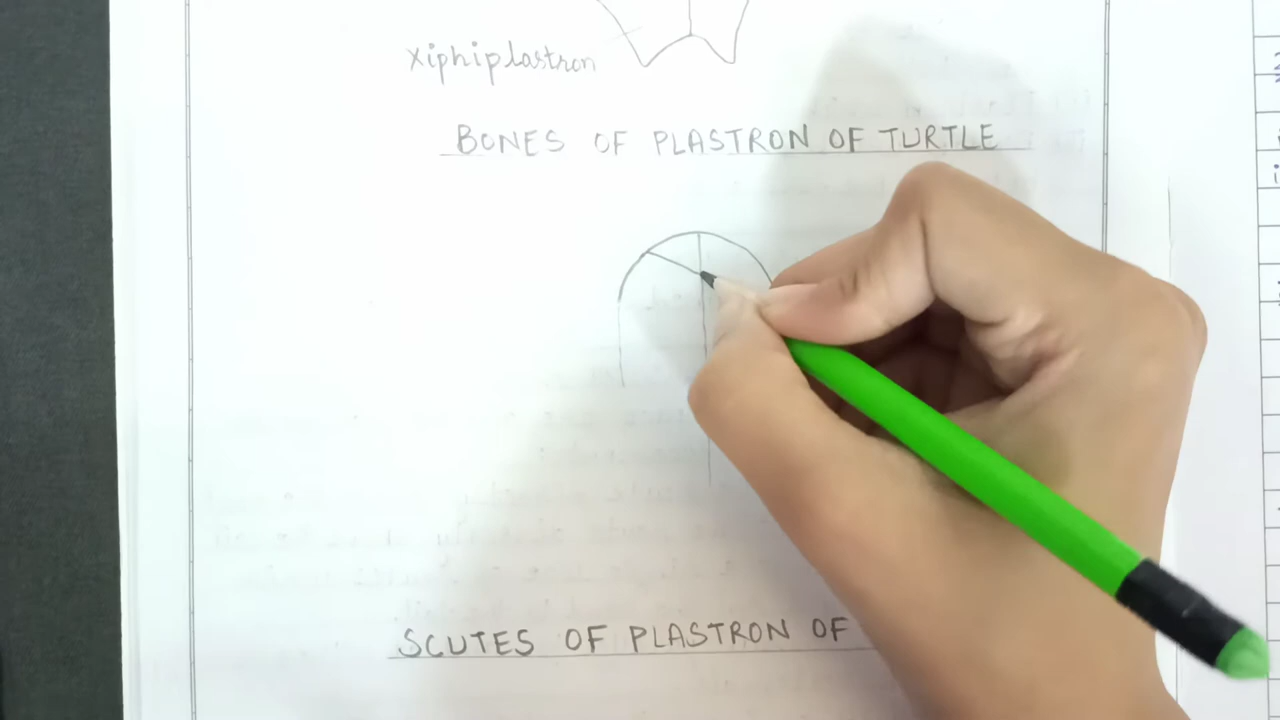 xiphiplastron
BONES OF PLASTRON OF TURTLE
SCUTES OF PLASTRON OF